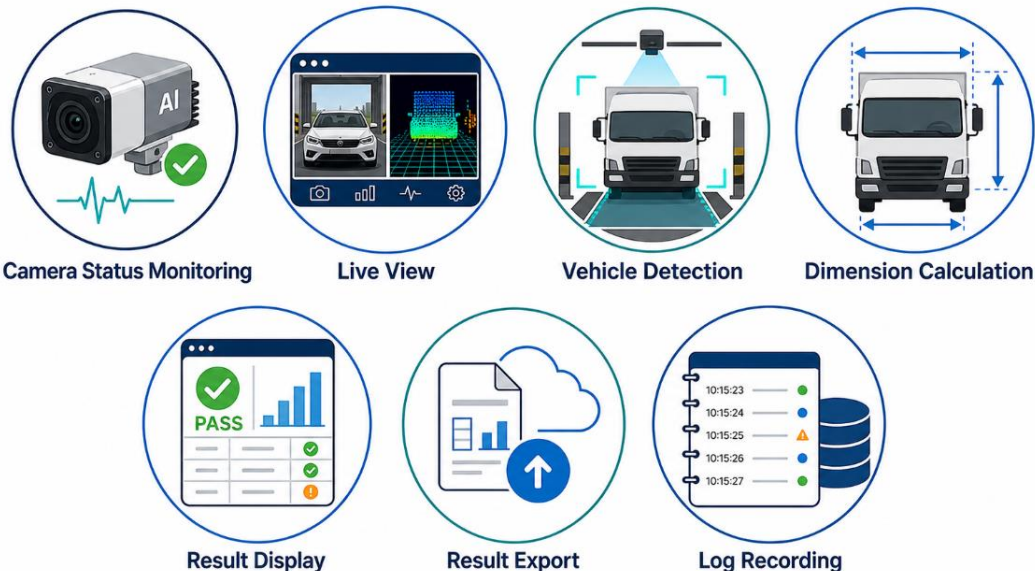 AI
Camera Status Monitoring
Live View
Vehicle Detection
Dimension Calculation
PASS
10:15:23
10:15:24
10:15:25
10:15:26
10:15:27
Result Display
Result Export
Log Recording